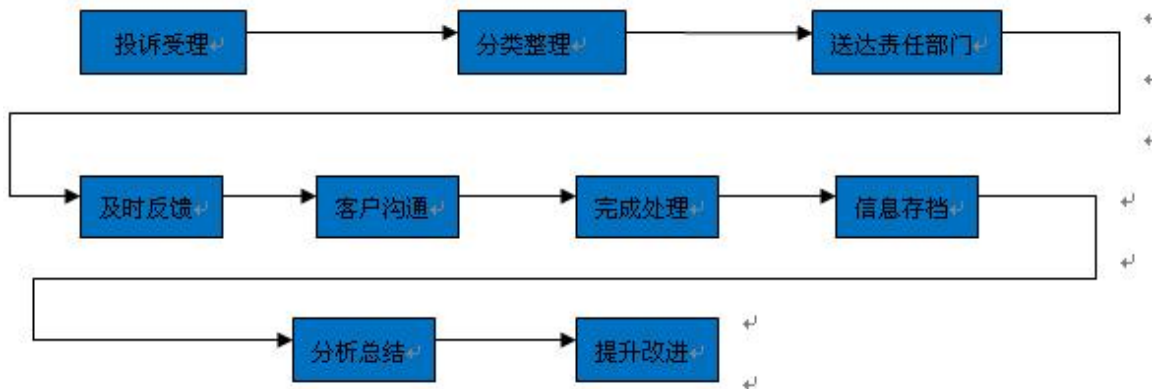 投诉受理
分类整理
送达责任部门
及时反馈
客户沟通
完成处理
信息存档
分析总结
提升改进